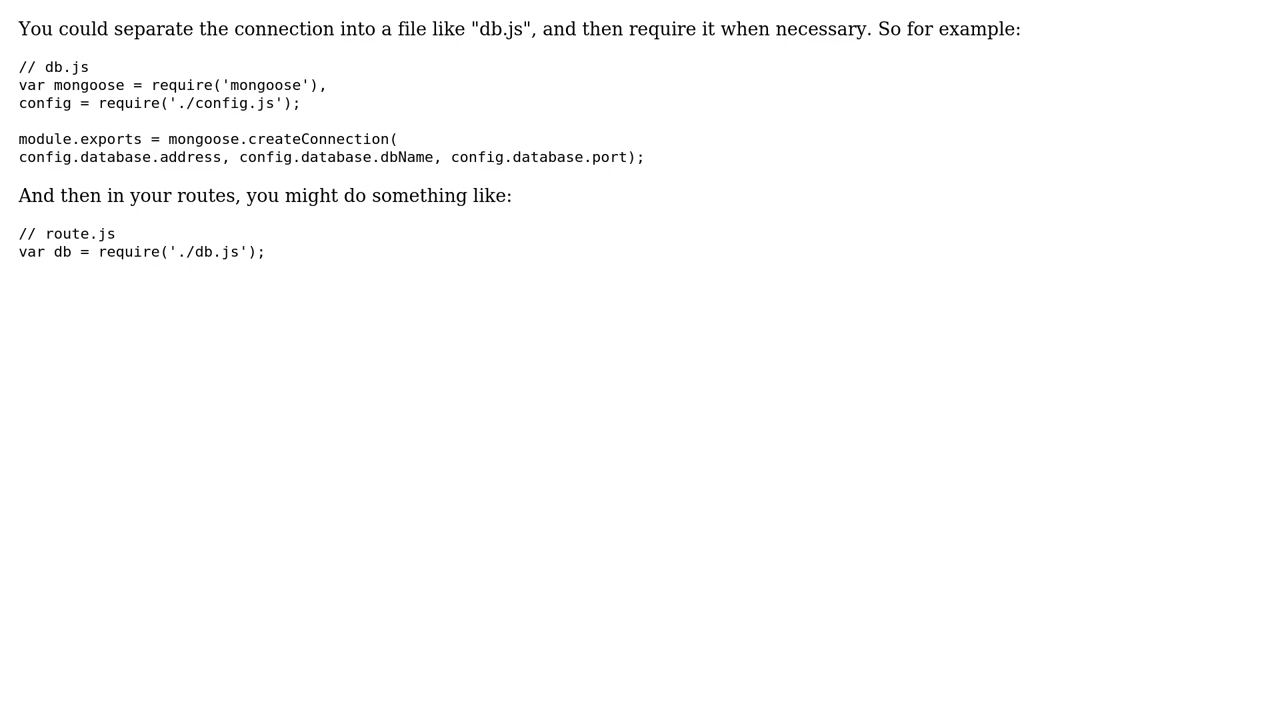 You could separate the connection into a file like "db.js", and then require it when necessary. So for example:
// db.js
var mongoose = require('mongoose'),
config = require('./config.js');
module.exports = mongoose.createConnection(
config.database.address, config.database.dbName, config.database.port);
And then in your routes, you might do something like:
// route.js
var db = require('./db.js');